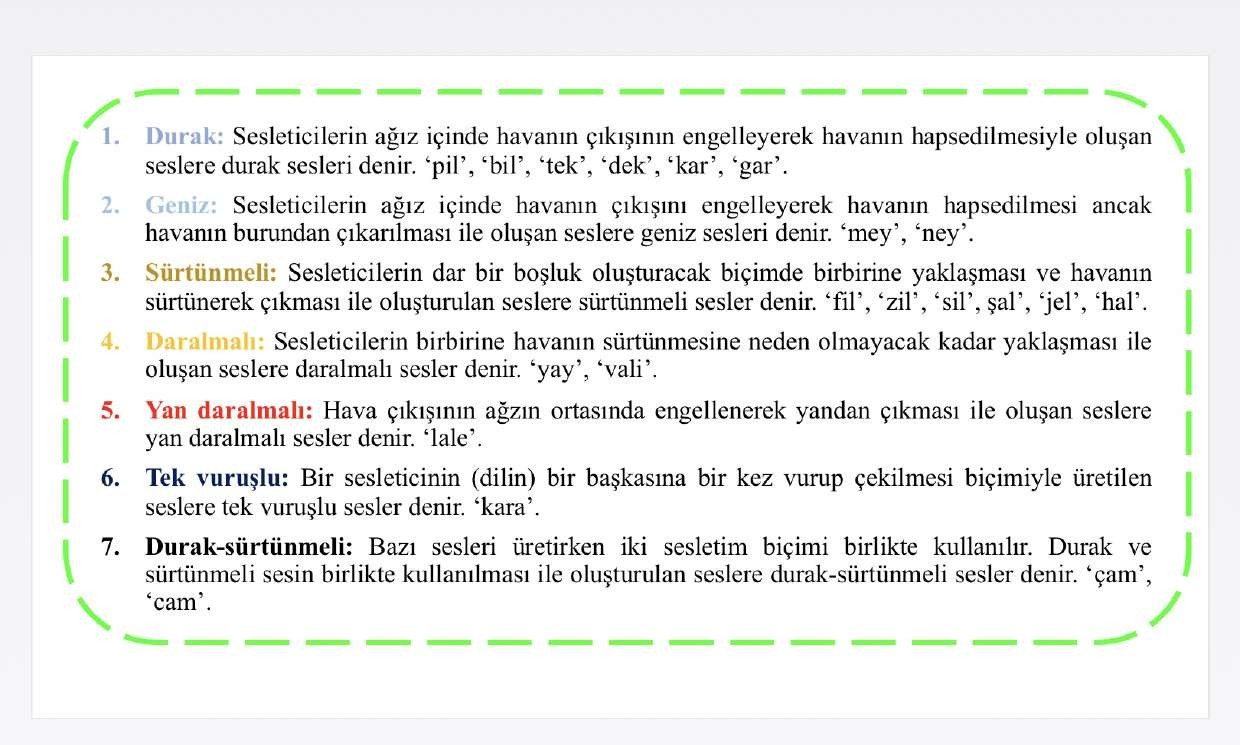 1. Durak: Sesleticilerin ağız içinde havanın çıkışının engelleyerek havanın hapsedilmesiyle oluşan
seslere durak sesleri denir. ‘pil’, ‘bil’, ‘tek’, ‘dek’, ‘kar’, ‘gar’.
2. Geniz: Sesleticilerin ağız içinde havanın çıkışını engelleyerek havanın hapsedilmesi ancak
havanın burundan çıkarılması ile oluşan seslere geniz sesleri denir. ‘mey’, ‘ney’.
3. Sürtünmeli: Sesleticilerin dar bir boşluk oluşturacak biçimde birbirine yaklaşması ve havanın
sürtünerek çıkması ile oluşturulan seslere sürtünmeli sesler denir. ‘fil’, ‘zil’, ‘sil’, şal’, ‘jel’, ‘hal’.
4. Daralmalı: Sesleticilerin birbirine havanın sürtünmesine neden olmayacak kadar yaklaşması ile
oluşan seslere daralmalı sesler denir. ‘yay’, ‘vali’.
5. Yan daralmalı: Hava çıkışının ağzın ortasında engellenerek yandan çıkması ile oluşan seslere
yan daralmalı sesler denir. ‘lale’.
6. Tek vuruşlu: Bir sesleticinin (dilin) bir başkasına bir kez vurup çekilmesi biçimiyle üretilen
seslere tek vuruşlu sesler denir. ‘kara’.
7. Durak-sürtünmeli: Bazı sesleri üretirken iki sesletim biçimi birlikte kullanılır. Durak ve
sürtünmeli sesin birlikte kullanılması ile oluşturulan seslere durak-sürtünmeli sesler denir. ‘çam’,
‘cam’.